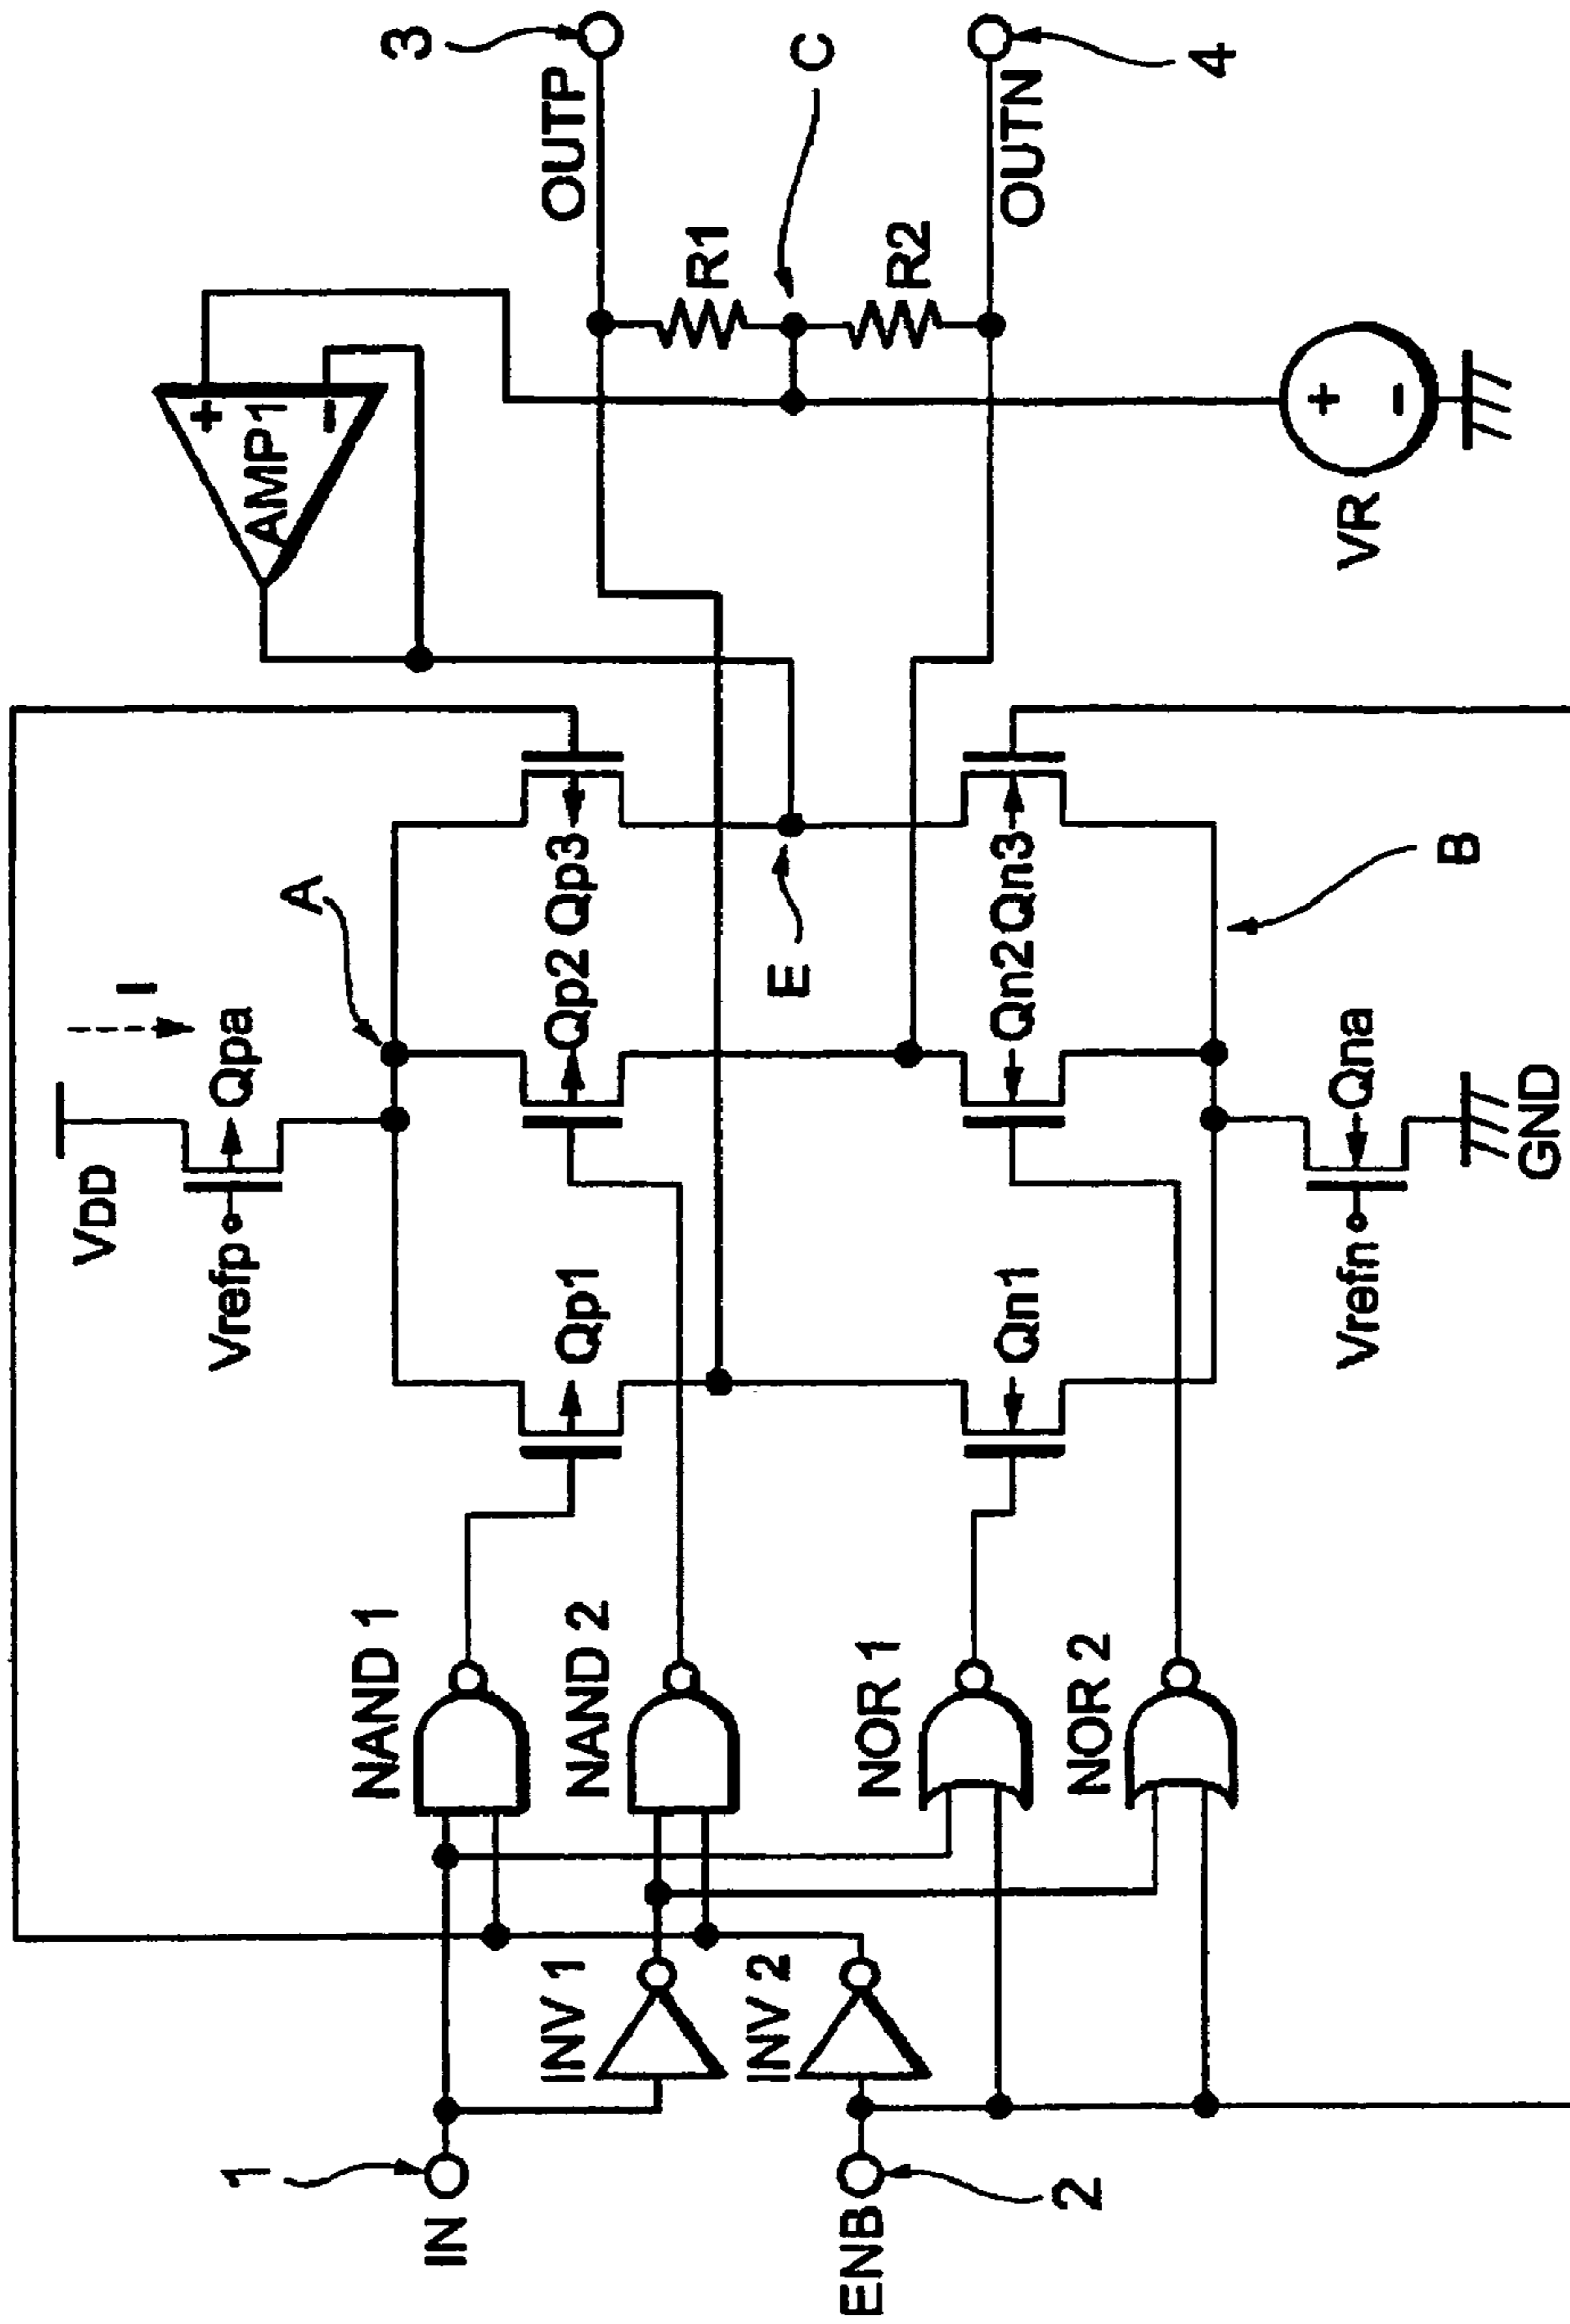 IN
1
ENB
2
INV 1
INV 2
NAND 1
NAND 2
NOR 1
NOR 2
VDD
I
Vrefp
Qpa
A
Qp1
Qp2
Qp3
E
Qn1
Qn2
Qn3
B
Vrefn
Qna
GND
AMP1
+
-
OUTP
3
R1
C
R2
OUTN
4
VR
+
-